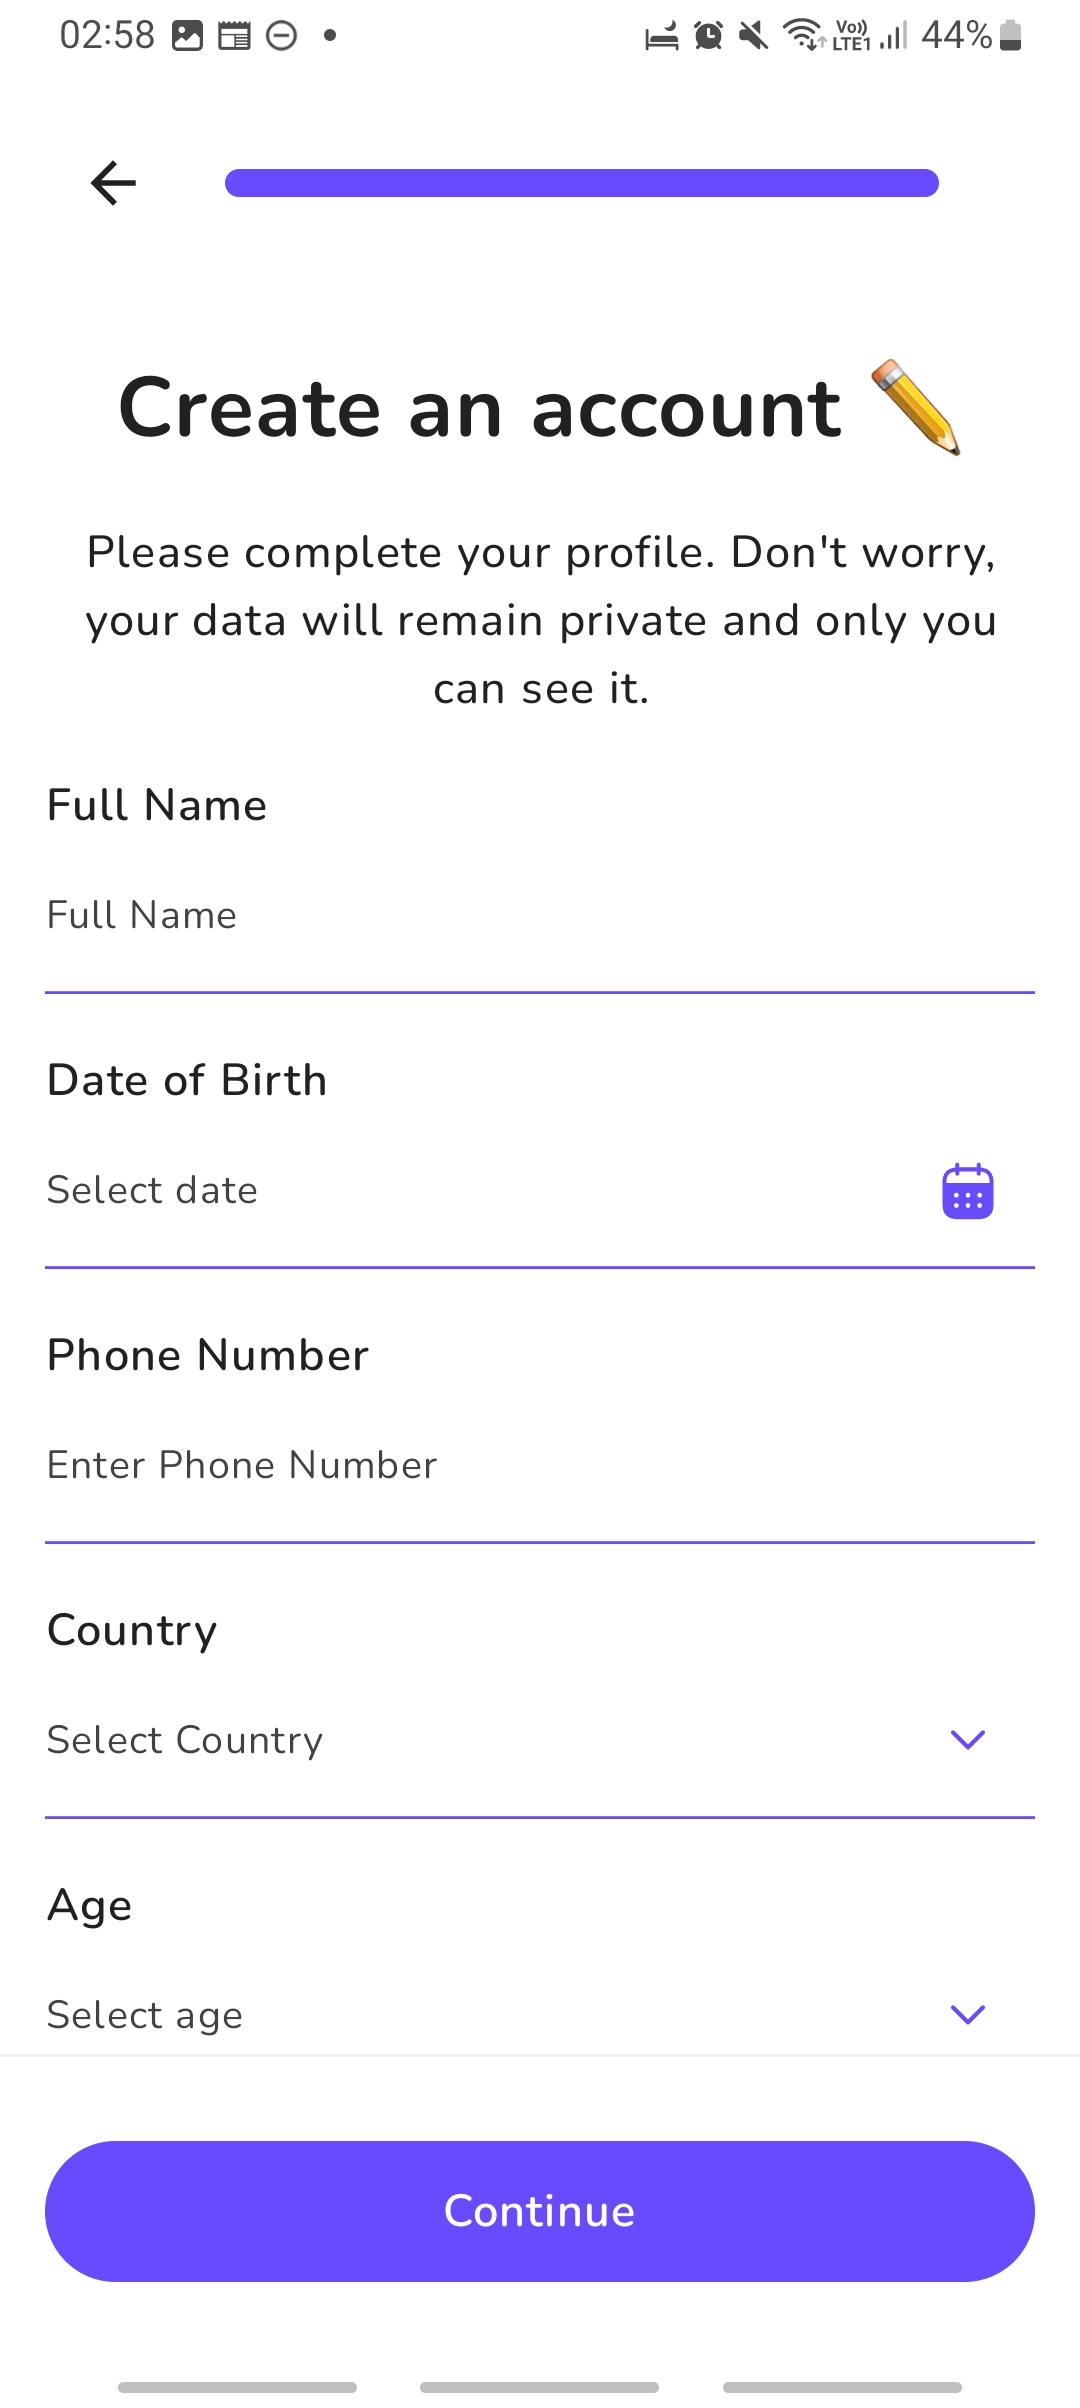 02:58 Vo)) LTE1 44%
Create an account
Please complete your profile. Don't worry,
your data will remain private and only you
can see it.
Full Name
Full Name
Date of Birth
Select date
Phone Number
Enter Phone Number
Country
Select Country
Age
Select age
Continue